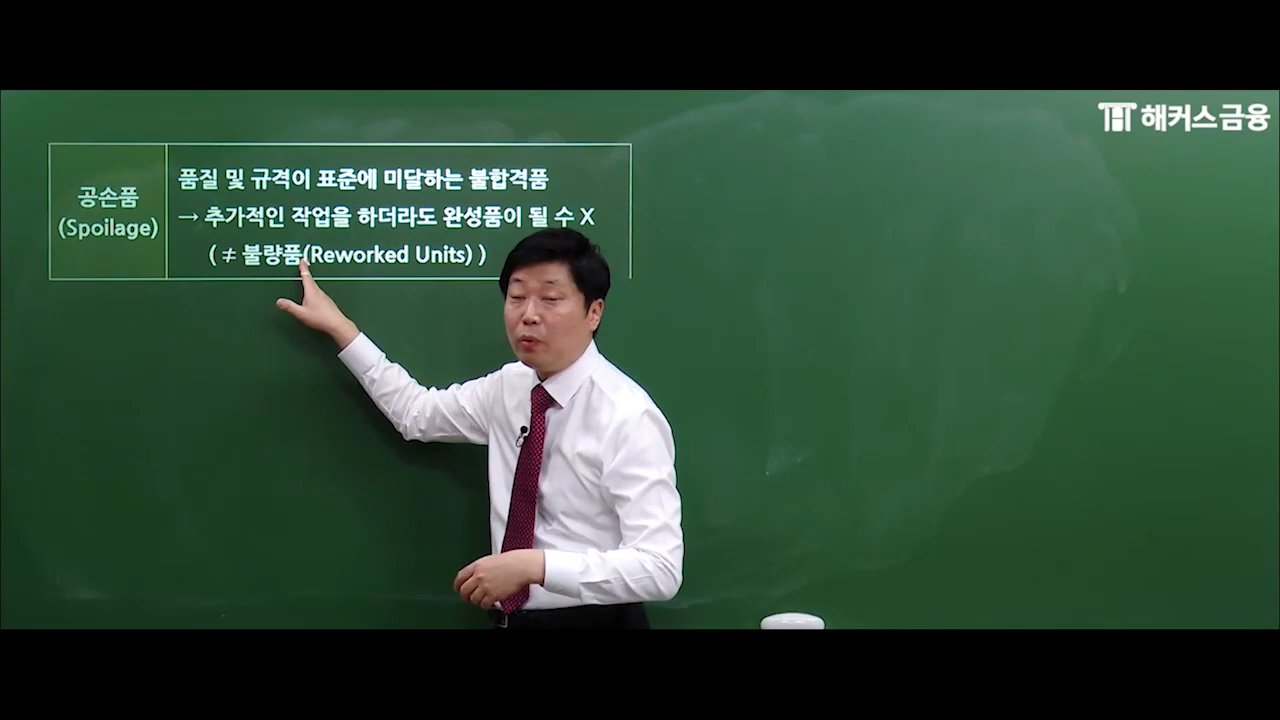 해커스금융
공손품
(Spoilage)
품질 및 규격이 표준에 미달하는 불합격품
→ 추가적인 작업을 하더라도 완성품이 될 수 X
( ≠ 불량품(Reworked Units) )